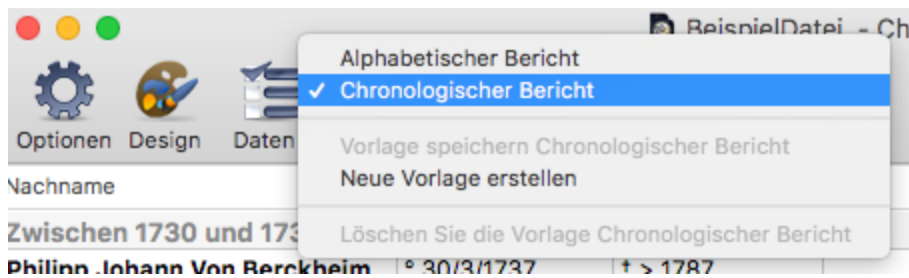 BeispielDatei - Ch
Alphabetischer Bericht
✓ Chronologischer Bericht
Optionen Design Daten
Vorlage speichern Chronologischer Bericht
Neue Vorlage erstellen
Nachname
Zwischen 1730 und 173
Löschen Sie die Vorlage Chronologischer Bericht
Philipp Johann Von Berckheim ° 30/3/1737 † > 1787